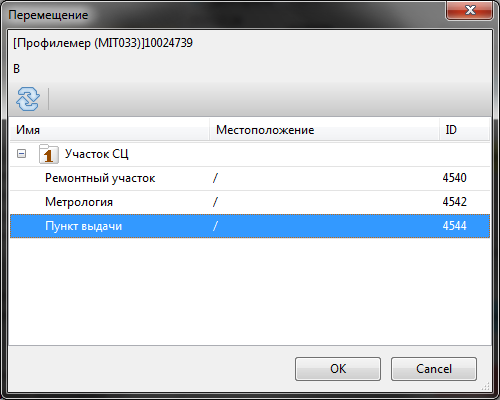 Перемещение
[Профилемер (MIT033)]10024739
В
Имя Местоположение ID
1 Участок СЦ
Ремонтный участок / 4540
Метрология / 4542
Пункт выдачи / 4544
OK Cancel